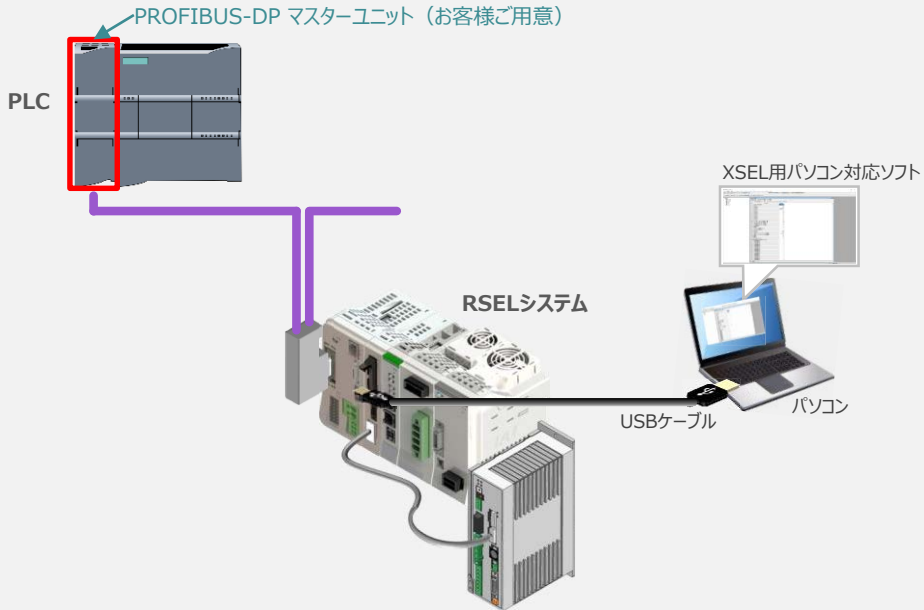 PROFIBUS-DP マスターユニット（お客様ご用意）
PLC
XSEL用パソコン対応ソフト
RSELシステム
パソコン
USBケーブル